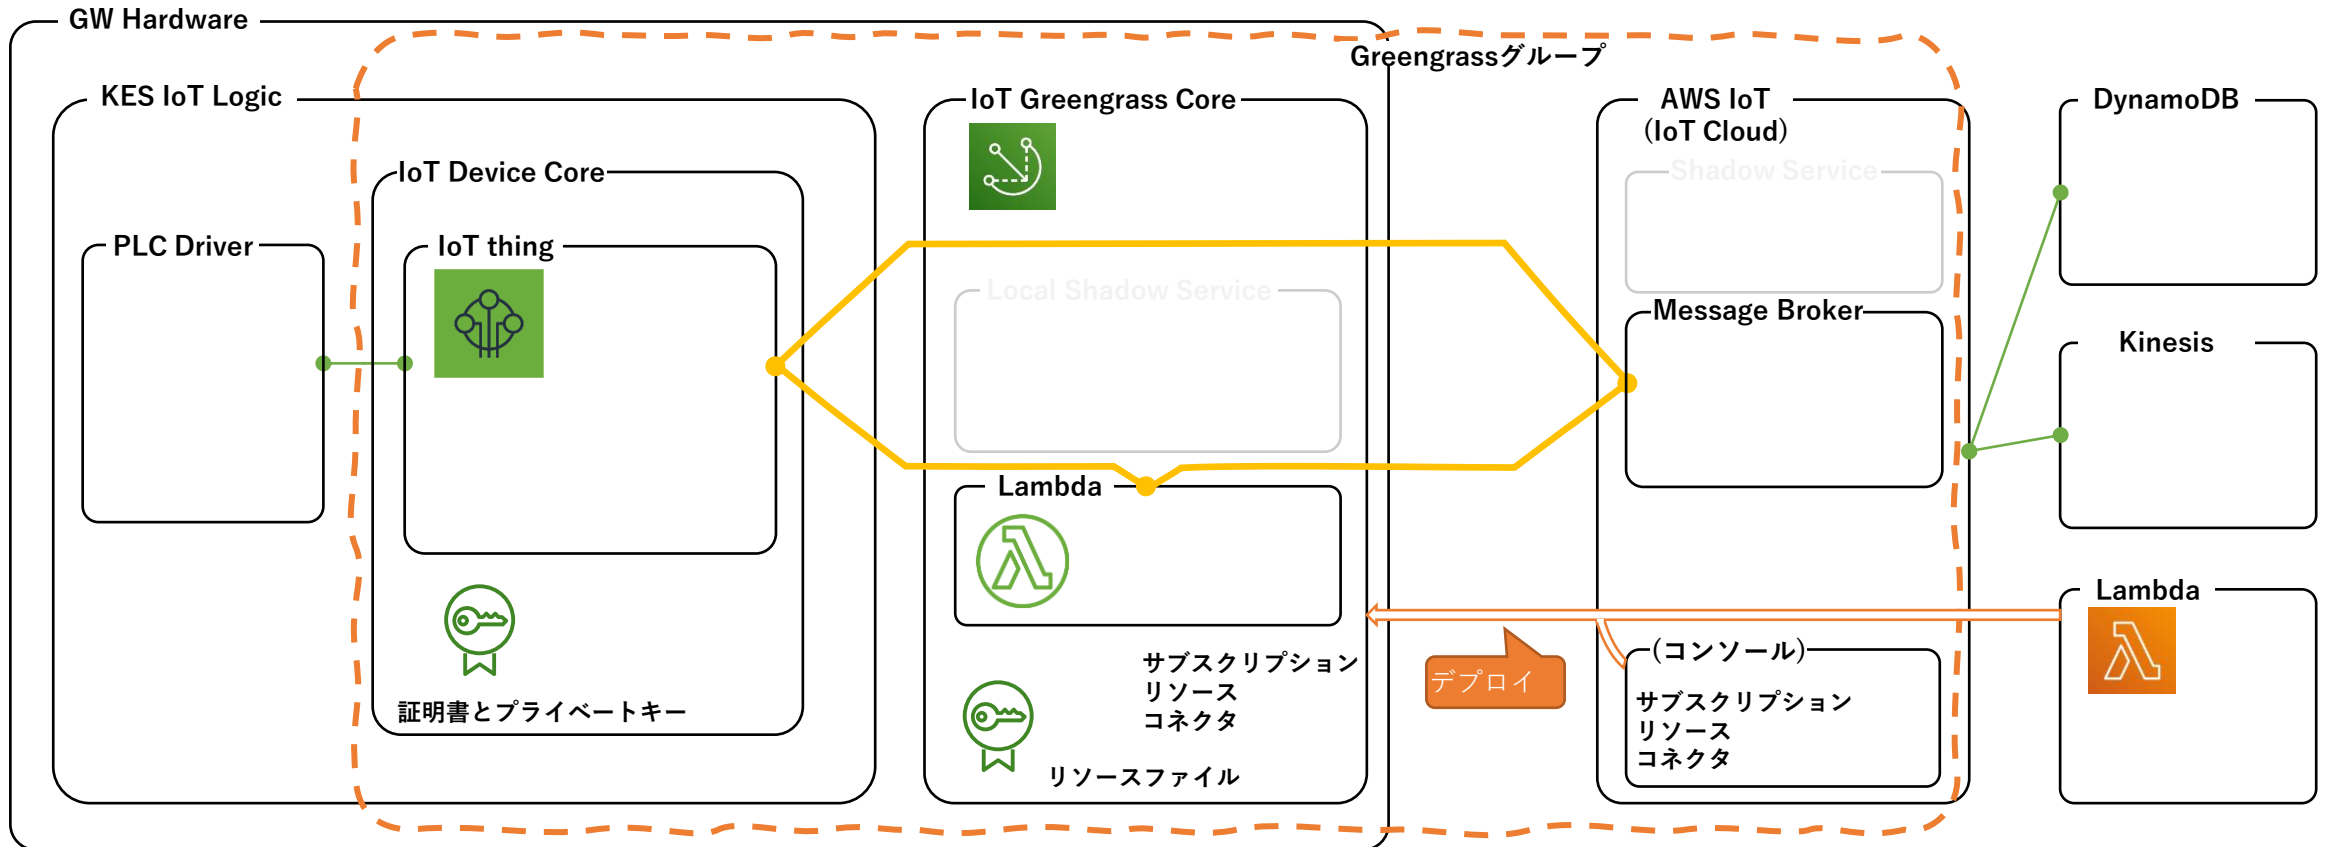 GW Hardware
Greengrassグループ
KES IoT Logic
IoT Greengrass Core
AWS IoT
(IoT Cloud)
DynamoDB
IoT Device Core
Shadow Service
PLC Driver
IoT thing
Local Shadow Service
Message Broker
Kinesis
Lambda
Lambda
サブスクリプション
リソース
コネクタ
デプロイ
(コンソール)
サブスクリプション
リソース
コネクタ
証明書とプライベートキー
リソースファイル